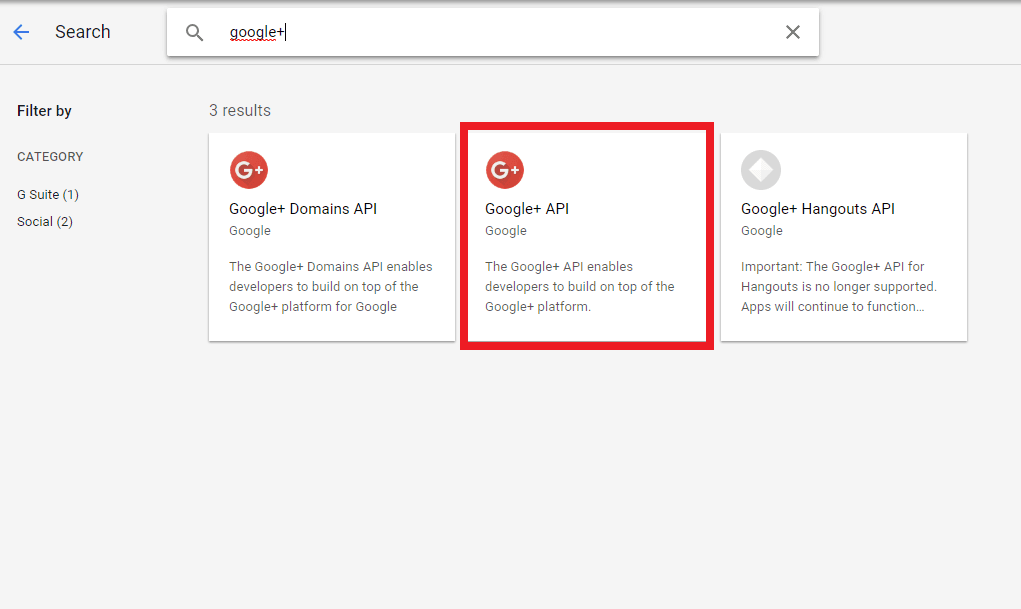 Search
google+
Filter by
CATEGORY
G Suite (1)
Social (2)
3 results
G+
Google+ Domains API
Google
The Google+ Domains API enables
developers to build on top of the
Google+ platform for Google
G+
Google+ API
Google
The Google+ API enables
developers to build on top of the
Google+ platform.
Google+ Hangouts API
Google
Important: The Google+ API for
Hangouts is no longer supported.
Apps will continue to function...